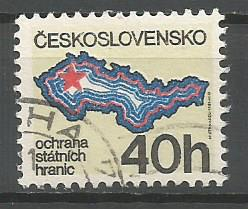 ČESKOSLOVENSKO
ochrana
státních
hranic
40h